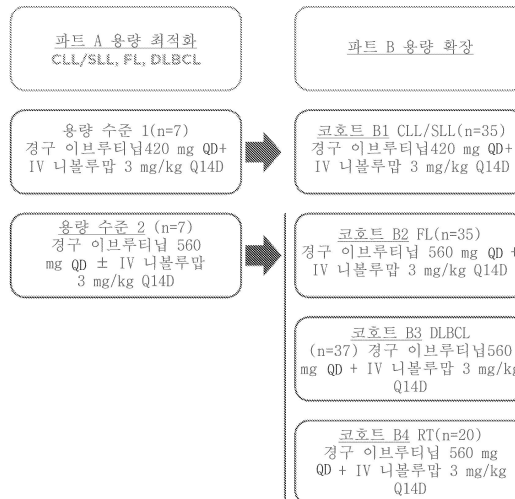 파트 A 용량 최적화
CLL/SLL, FL, DLBCL
파트 B 용량 확장
용량 수준 1(n=7)
경구 이브루티닙420 mg QD+
IV 니볼루맙 3 mg/kg Q14D
코호트 B1 CLL/SLL(n=35)
경구 이브루티닙420 mg QD+
IV 니볼루맙 3 mg/kg Q14D
용량 수준 2 (n=7)
경구 이브루티닙 560
mg QD ± IV 니볼루맙
3 mg/kg Q14D
코호트 B2 FL(n=35)
경구 이브루티닙 560 mg QD +
IV 니볼루맙 3 mg/kg Q14D
코호트 B3 DLBCL
(n=37) 경구 이브루티닙560
mg QD + IV 니볼루맙 3 mg/kg
Q14D
코호트 B4 RT(n=20)
경구 이브루티닙 560 mg
QD + IV 니볼루맙 3 mg/kg
Q14D